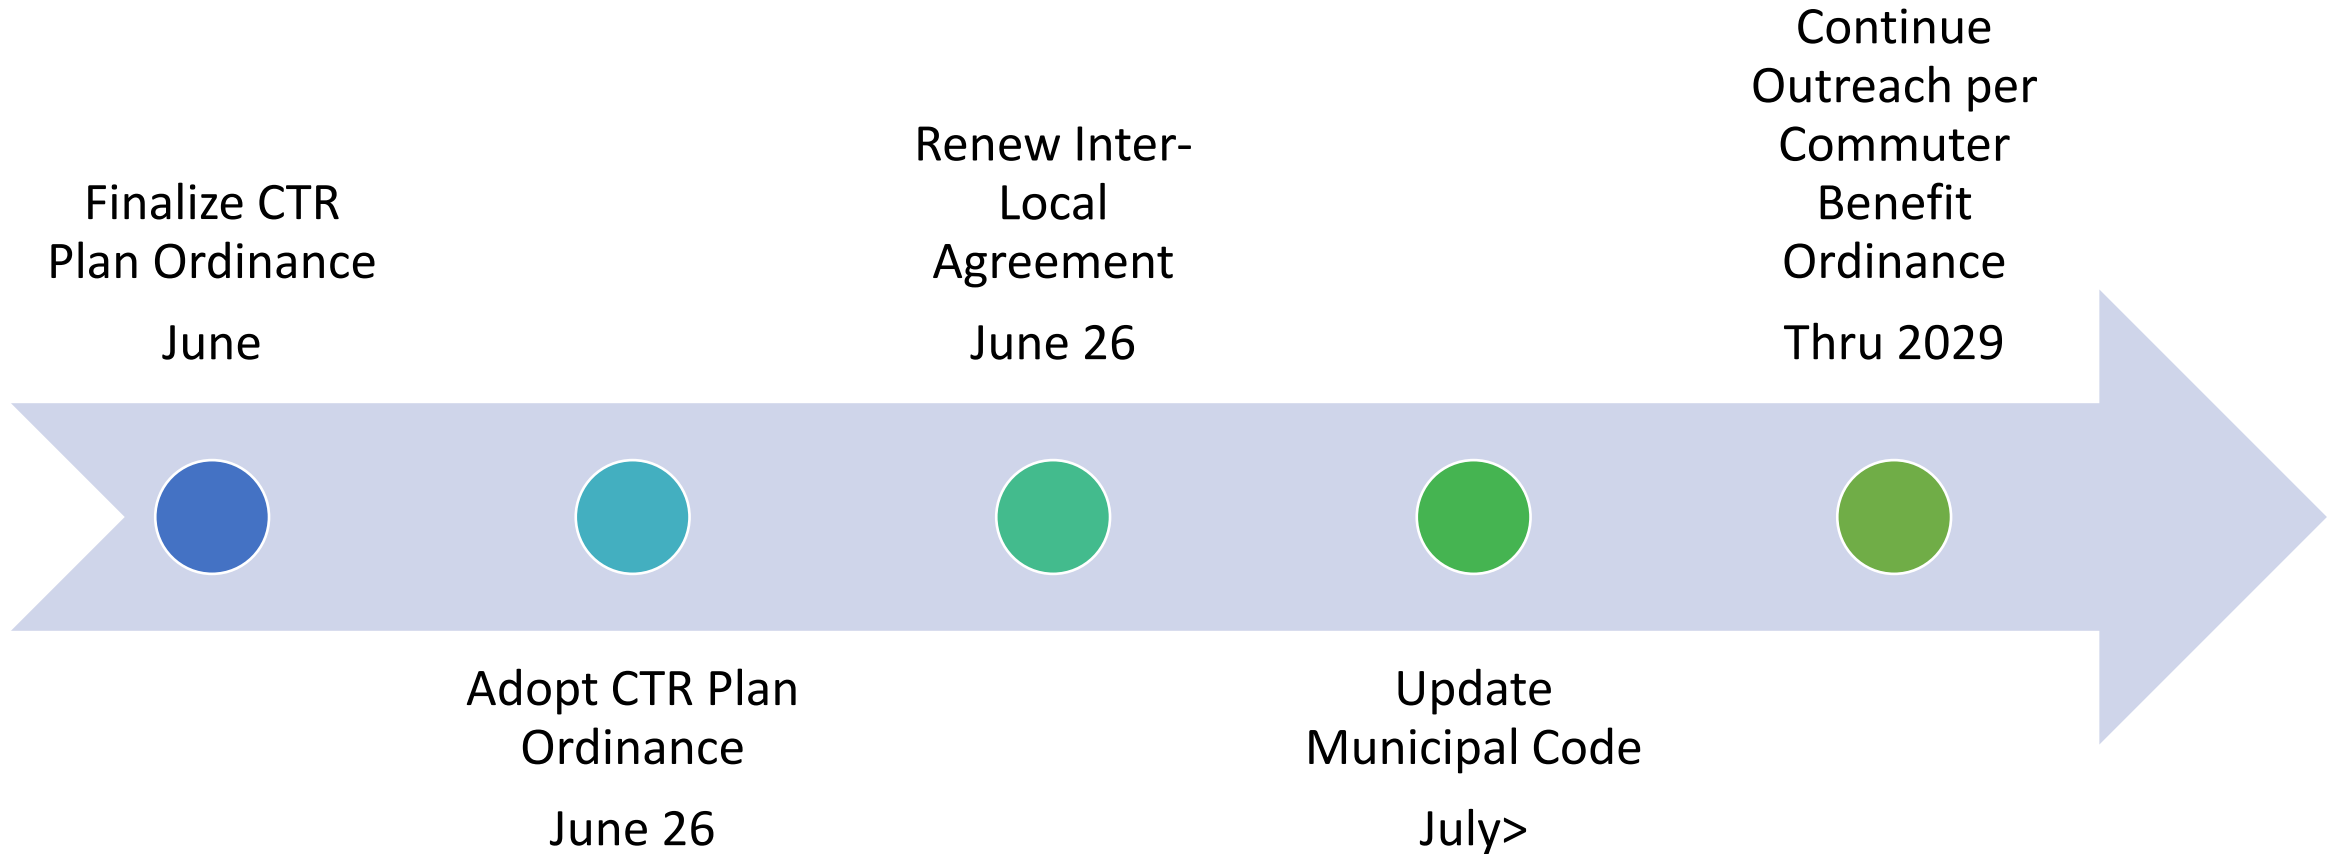 Finalize CTR
Plan Ordinance
June
Adopt CTR Plan
Ordinance
June 26
Renew Inter-
Local
Agreement
June 26
Update
Municipal Code
July>
Continue
Outreach per
Commuter
Benefit
Ordinance
Thru 2029